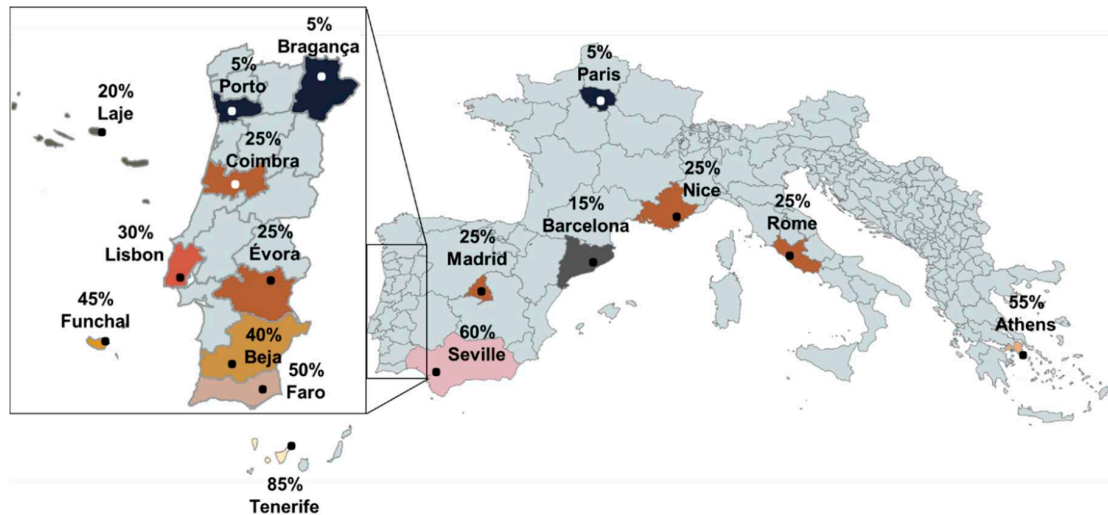 5%
Bragança
5%
Porto
20%
Laje
25%
Coimbra
30%
Lisbon
25%
Évora
45%
Funchal
40%
Beja
50%
Faro
5%
Paris
25%
Nice
15%
Barcelona
25%
Rome
25%
Madrid
60%
Seville
55%
Athens
85%
Tenerife